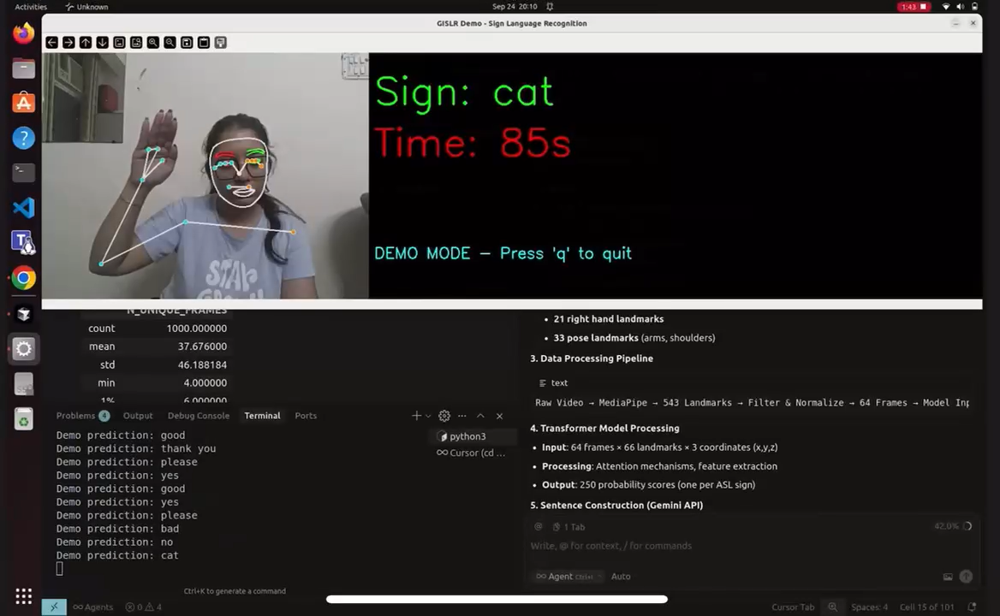 Activities
Unknown
Sep 24 20:10
1:43
GISLR Demo - Sign Language Recognition
Sign: cat
Time: 85s
DEMO MODE - Press 'q' to quit
STAY
N_UNIQUE_FRAMES
count 1000.000000
mean 37.676000
std 46.188184
min 4.000000
1% 6.000000
• 21 right hand landmarks
• 33 pose landmarks (arms, shoulders)
3. Data Processing Pipeline
text
Raw Video → MediaPipe → 543 Landmarks → Filter & Normalize → 64 Frames → Model Inp
4. Transformer Model Processing
• Input: 64 frames × 66 landmarks × 3 coordinates (x,y,z)
• Processing: Attention mechanisms, feature extraction
• Output: 250 probability scores (one per ASL sign)
5. Sentence Construction (Gemini API)
Problems 4 Output Debug Console Terminal Ports
Demo prediction: good
Demo prediction: thank you
Demo prediction: please
Demo prediction: yes
Demo prediction: good
Demo prediction: yes
Demo prediction: please
Demo prediction: bad
Demo prediction: no
Demo prediction: cat
python3
Cursor (cd ...
Ctrl+K to generate a command
@ 1 Tab
42.0%
Write, @ for context, / for commands
Agent Ctrl+I
Auto
Agents 0 4
Cursor Tab
Spaces: 4
Cell 15 of 101